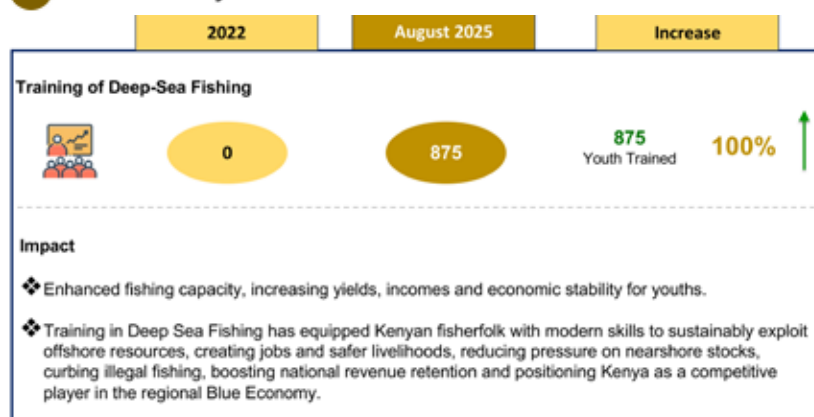 2022 August 2025 Increase
Training of Deep-Sea Fishing
0 875 875 100%
Youth Trained
Impact
❖Enhanced fishing capacity, increasing yields, incomes and economic stability for youths.
❖Training in Deep Sea Fishing has equipped Kenyan fisherfolk with modern skills to sustainably exploit
offshore resources, creating jobs and safer livelihoods, reducing pressure on nearshore stocks,
curbing illegal fishing, boosting national revenue retention and positioning Kenya as a competitive
player in the regional Blue Economy.